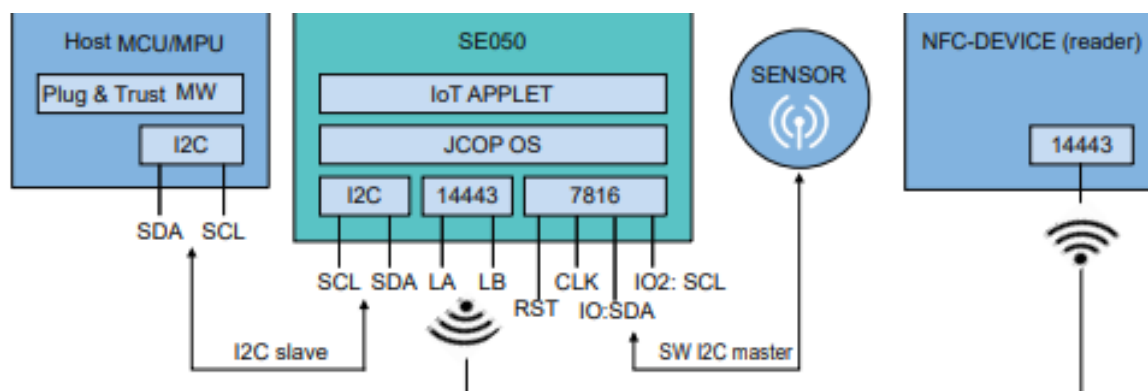 Host MCU/MPU
Plug & Trust MW
I2C
SDA SCL
SE050
IoT APPLET
JCOP OS
I2C 14443 7816
SCL SDA LA LB CLK IO2: SCL
RST IO:SDA
I2C slave
SW I2C master
SENSOR
NFC-DEVICE (reader)
14443